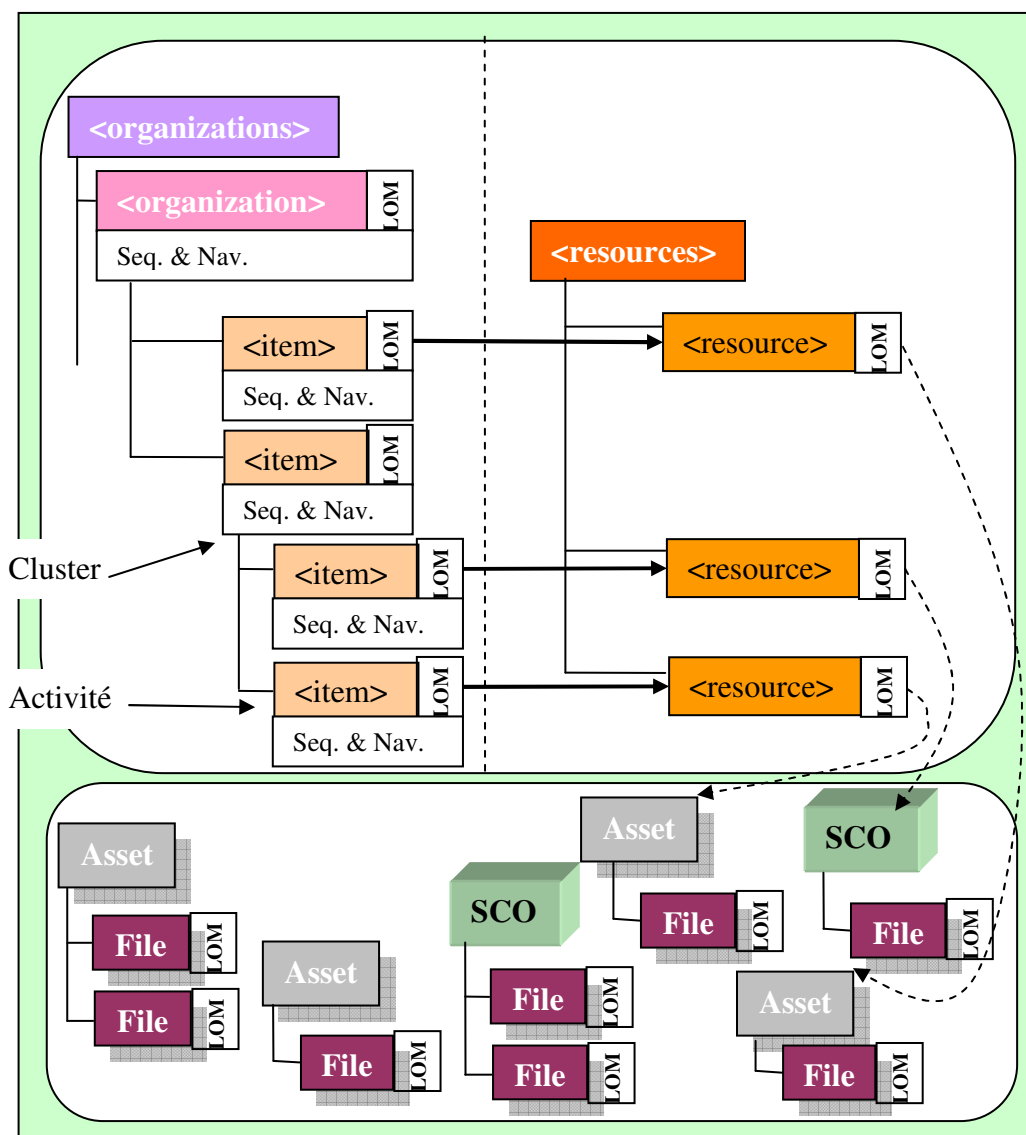 <organizations>
<organization>
LOM
Seq. & Nav.
<resources>
<item>
LOM
<resource>
LOM
Seq. & Nav.
<item>
LOM
Seq. & Nav.
Cluster
<item>
LOM
<resource>
LOM
Seq. & Nav.
Activité
<item>
LOM
<resource>
LOM
Seq. & Nav.
Asset
File
LOM
File
LOM
Asset
File
LOM
SCO
File
LOM
File
LOM
Asset
File
LOM
SCO
File
LOM
Asset
File
LOM